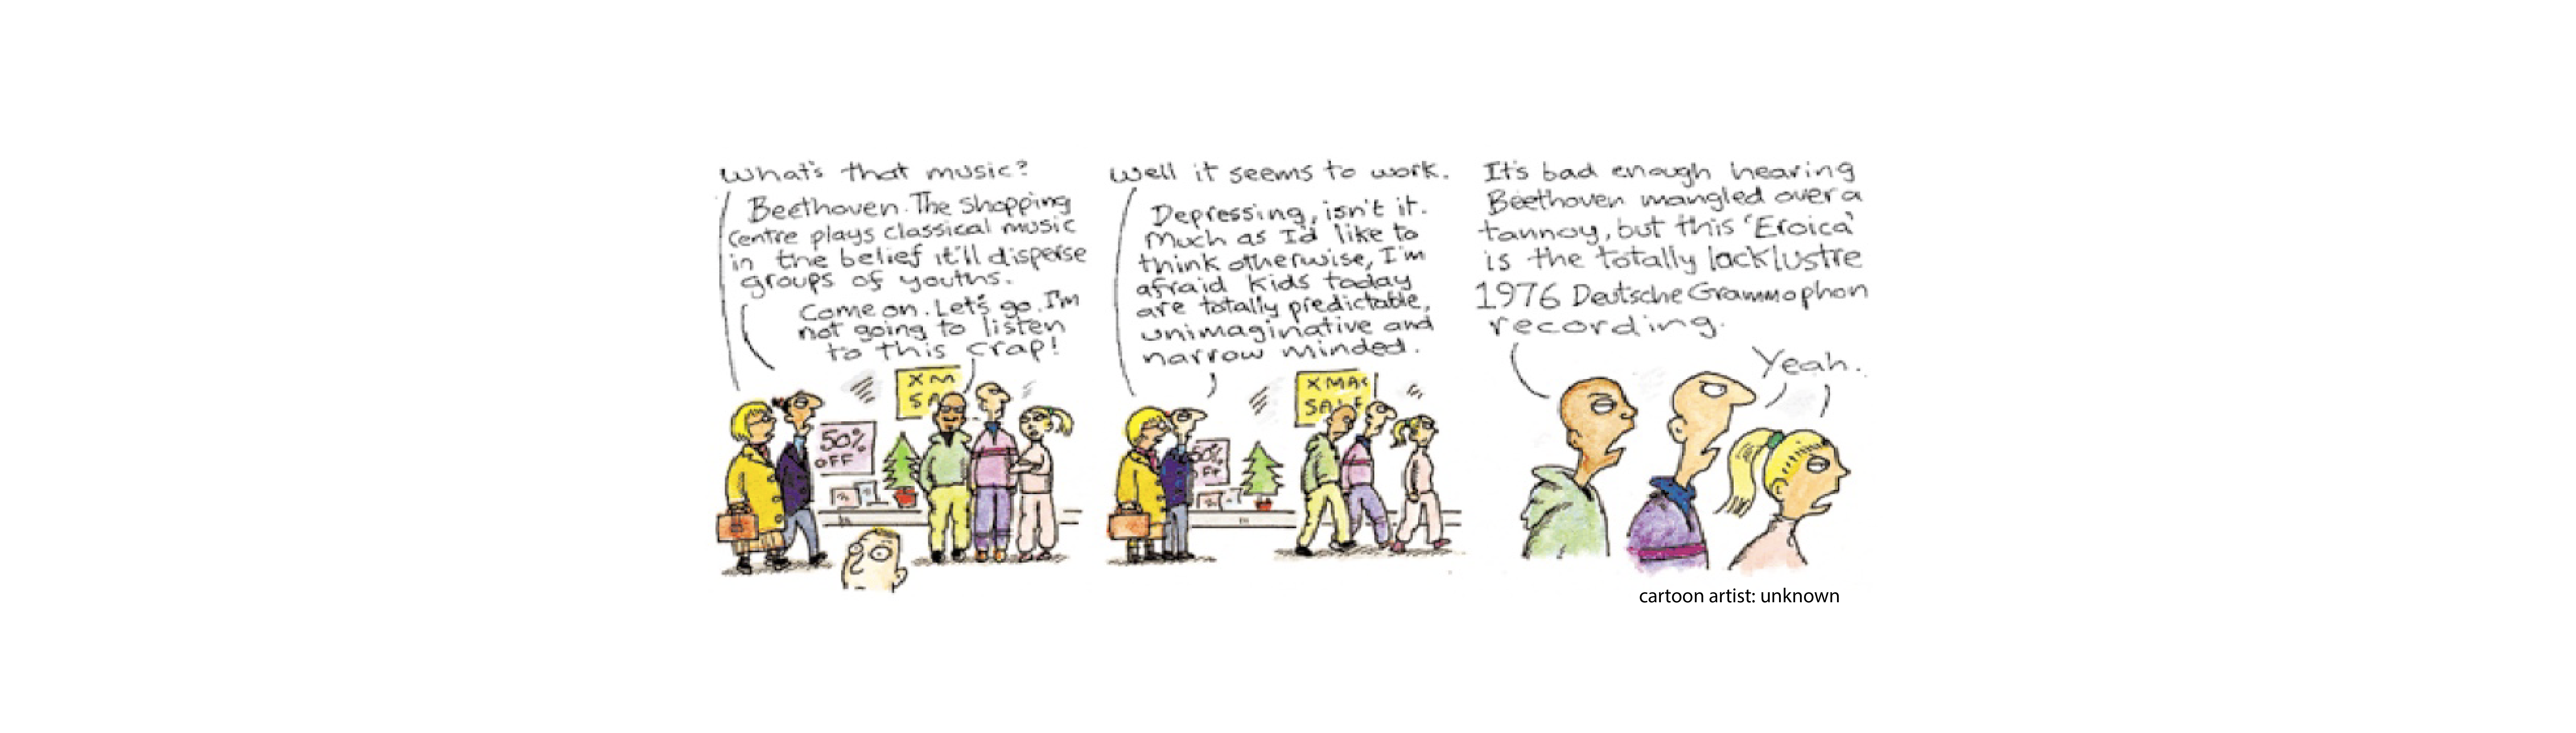 What's that music?
Beethoven. The shopping
centre plays classical music
in the belief it'll disperse
groups of youths.
Come on. Let's go. I'm
not going to listen
to this crap!
50%
OFF
XM
SA
Well it seems to work.
Depressing, isn't it.
Much as I'd like to
think otherwise, I'm
afraid kids today
are totally predictable,
unimaginative and
narrow minded.
50%
FF
XMAS
SALE
It's bad enough hearing
Beethoven mangled over a
tannoy, but this 'Eroica'
is the totally lacklustre
1976 Deutsche Grammophon
recording.
Yeah.
cartoon artist: unknown